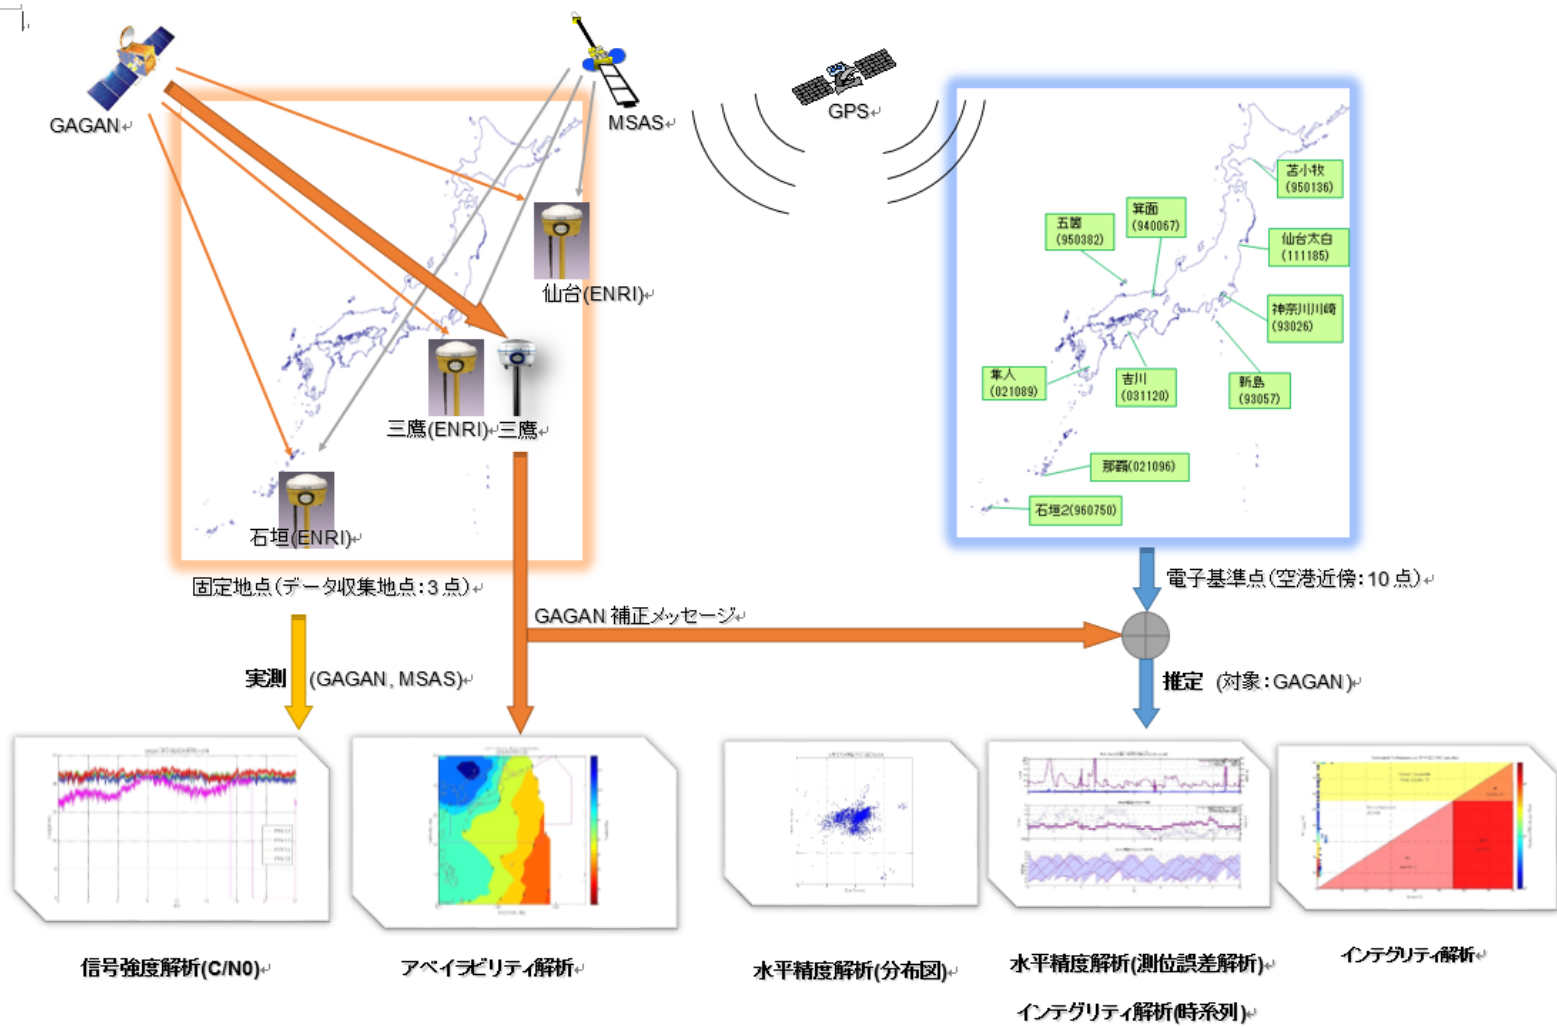 GAGAN
MSAS
GPS
仙台(ENRI)
三鷹(ENRI)
三鷹
石垣(ENRI)
苫小牧
(950136)
箕面
(940067)
五箇
(950382)
仙台太白
(111185)
神奈川川崎
(93026)
隼人
(021089)
吉川
(031120)
新島
(93057)
那覇(021096)
石垣2(960750)
固定地点(データ収集地点:3点)
電子基準点(空港近傍:10点)
GAGAN 補正メッセージ
実測 (GAGAN, MSAS)
推定 (対象:GAGAN)
信号強度解析(C/N0)
アベイラビリティ解析
水平精度解析(分布図)
水平精度解析(測位誤差解析)
インテグリティ解析(時系列)
インテグリティ解析